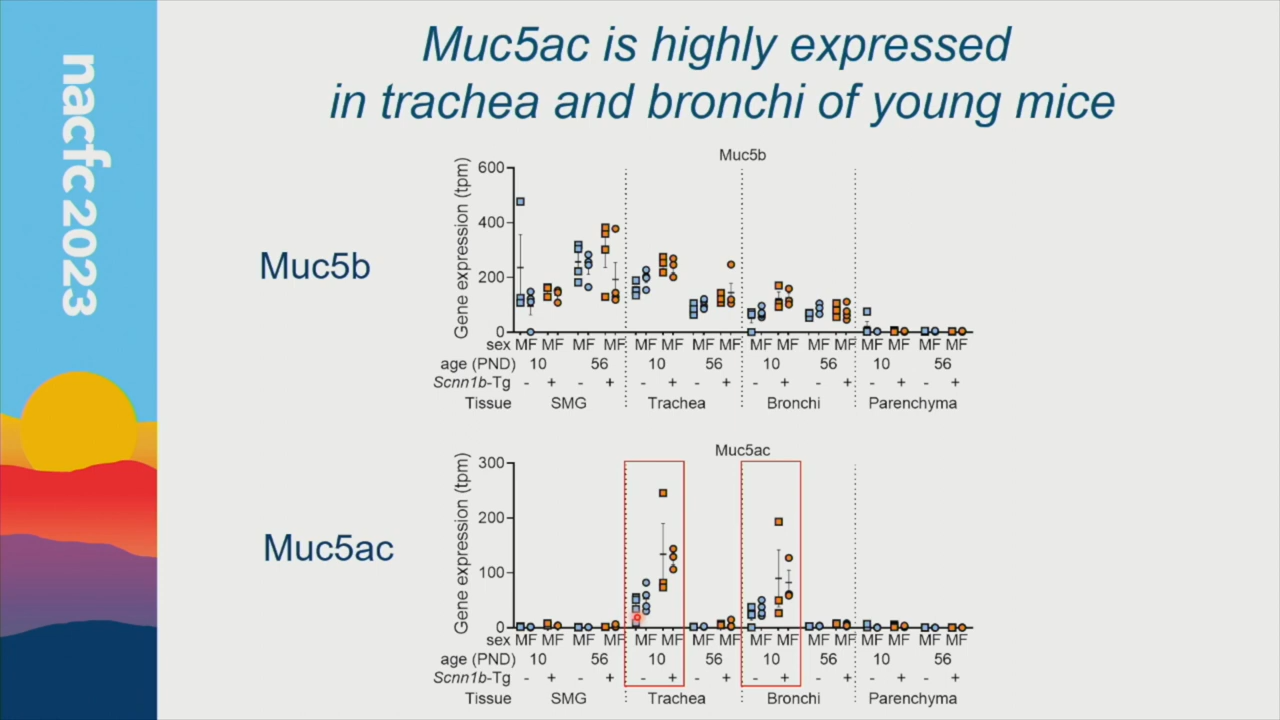 nacfc 2023
Muc5ac is highly expressed
in trachea and bronchi of young mice
Muc5b
Muc5b
Gene expression (tpm)
600
400
200
0
sex MF MF MF MF MF MF MF MF MF MF MF MF MF MF MF MF
age (PND) 10 56 10 56 10 56 10 56
Scnn1b-Tg - + - + - + - + - + - + - + - +
Tissue SMG Trachea Bronchi Parenchyma
Muc5ac
Muc5ac
Gene expression (tpm)
300
200
100
0
sex MF MF MF MF MF MF MF MF MF MF MF MF MF MF MF MF
age (PND) 10 56 10 56 10 56 10 56
Scnn1b-Tg - + - + - + - + - + - + - + - +
Tissue SMG Trachea Bronchi Parenchyma